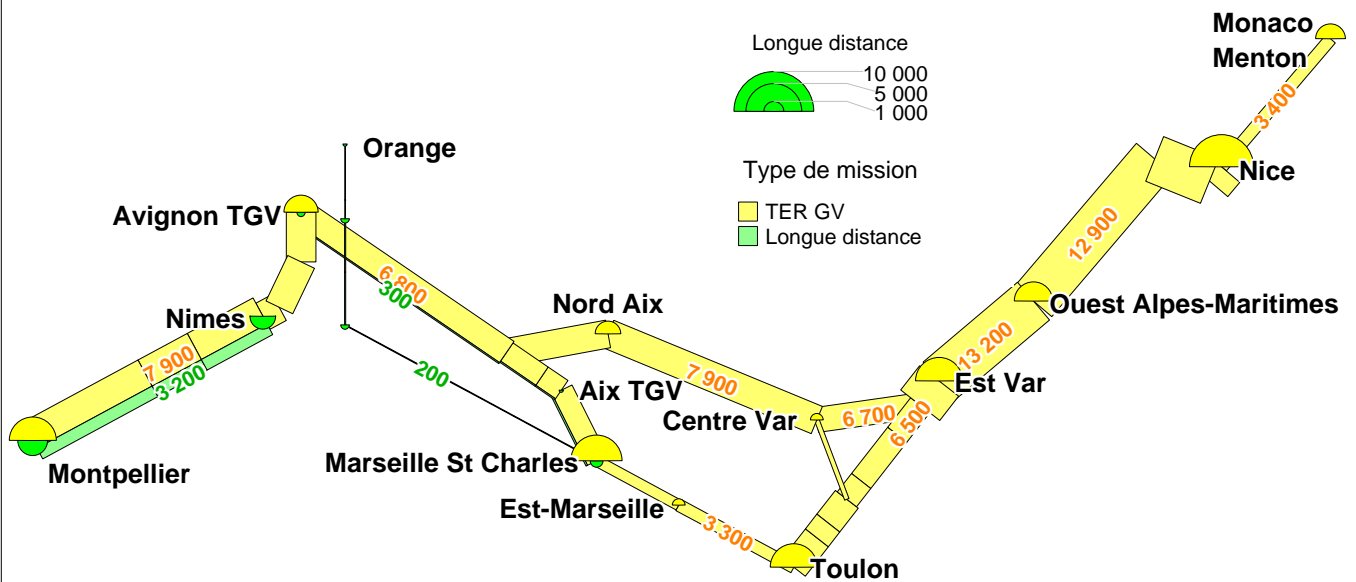 Monaco
Menton
Longue distance
10 000
5 000
1 000
3 400
Orange
Nice
Type de mission
Avignon TGV
TER GV
Longue distance
12 900
6 800
300
Nord Aix
Ouest Alpes-Maritimes
Nimes
13 200
7 900
3 200
200
7 900
Aix TGV
Est Var
Centre Var
6 700
6 500
Montpellier
Marseille St Charles
Est-Marseille
3 300
Toulon